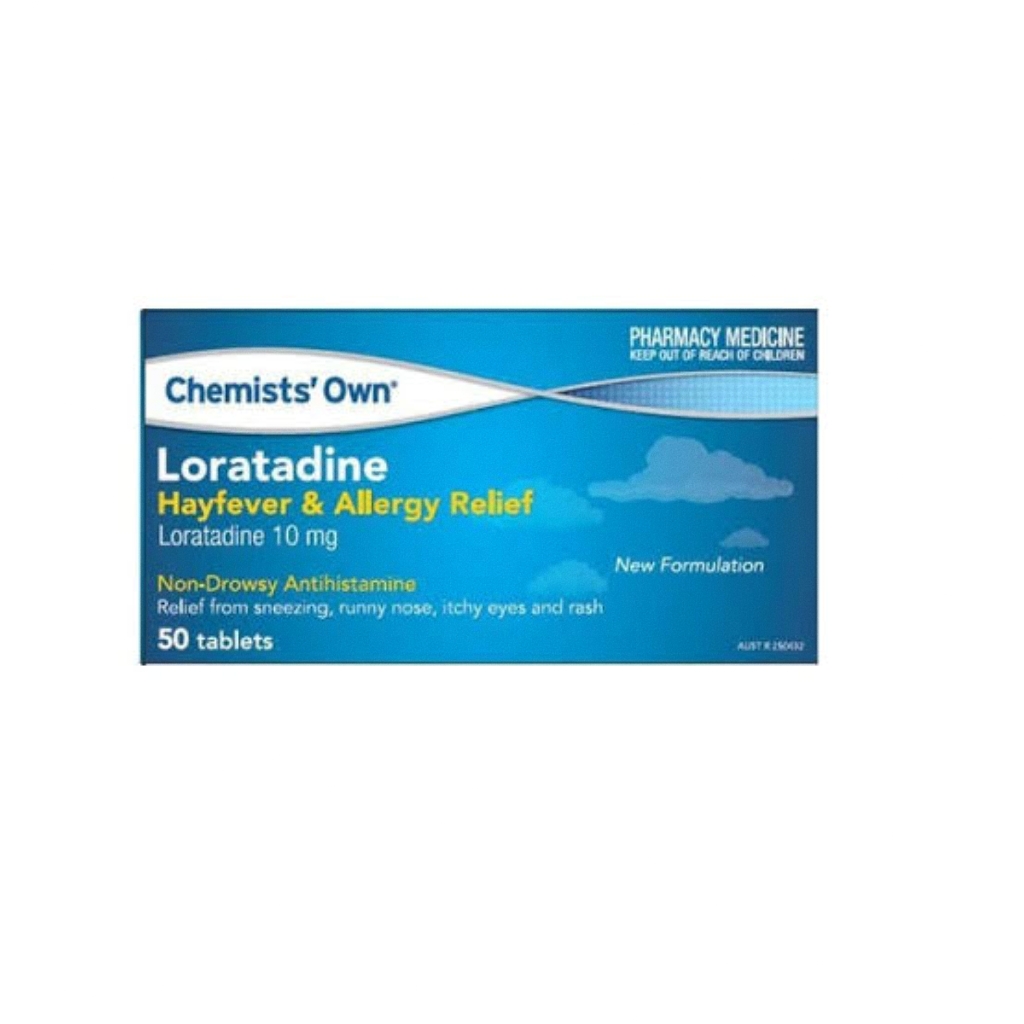 PHARMACY MEDICINE
KEEP OUT OF REACH OF CHILDREN
Chemists' Own®
Loratadine
Hayfever & Allergy Relief
Loratadine 10 mg
New Formulation
Non-Drowsy Antihistamine
Relief from sneezing, runny nose, itchy eyes and rash
50 tablets
AUST R